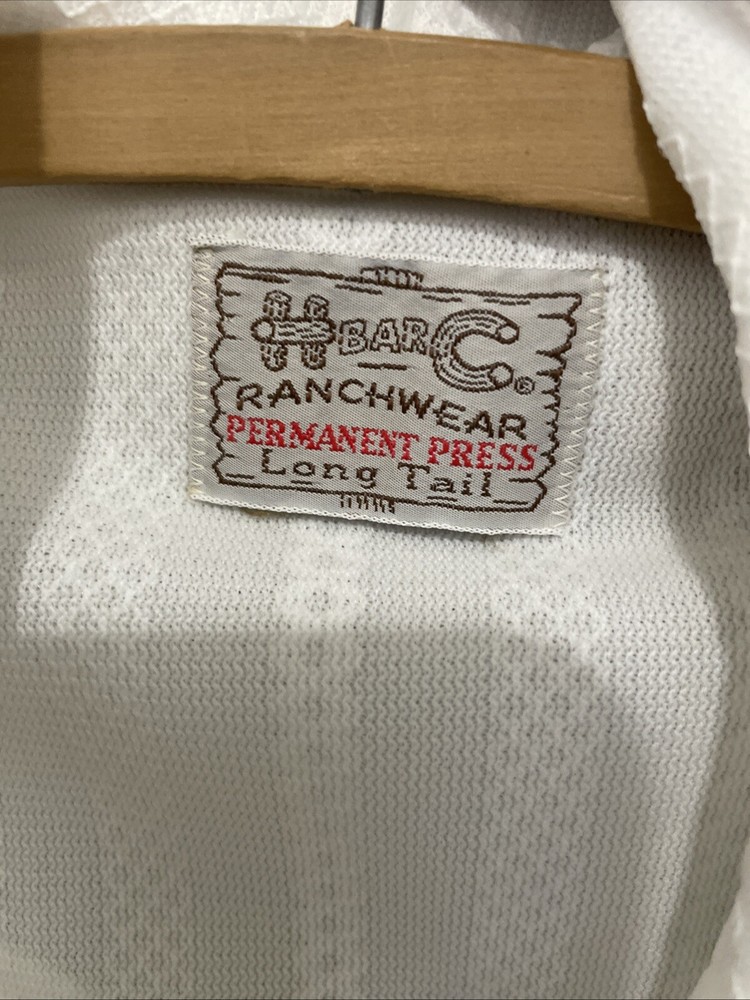 H BAR C®
RANCHWEAR
PERMANENT PRESS
Long Tail